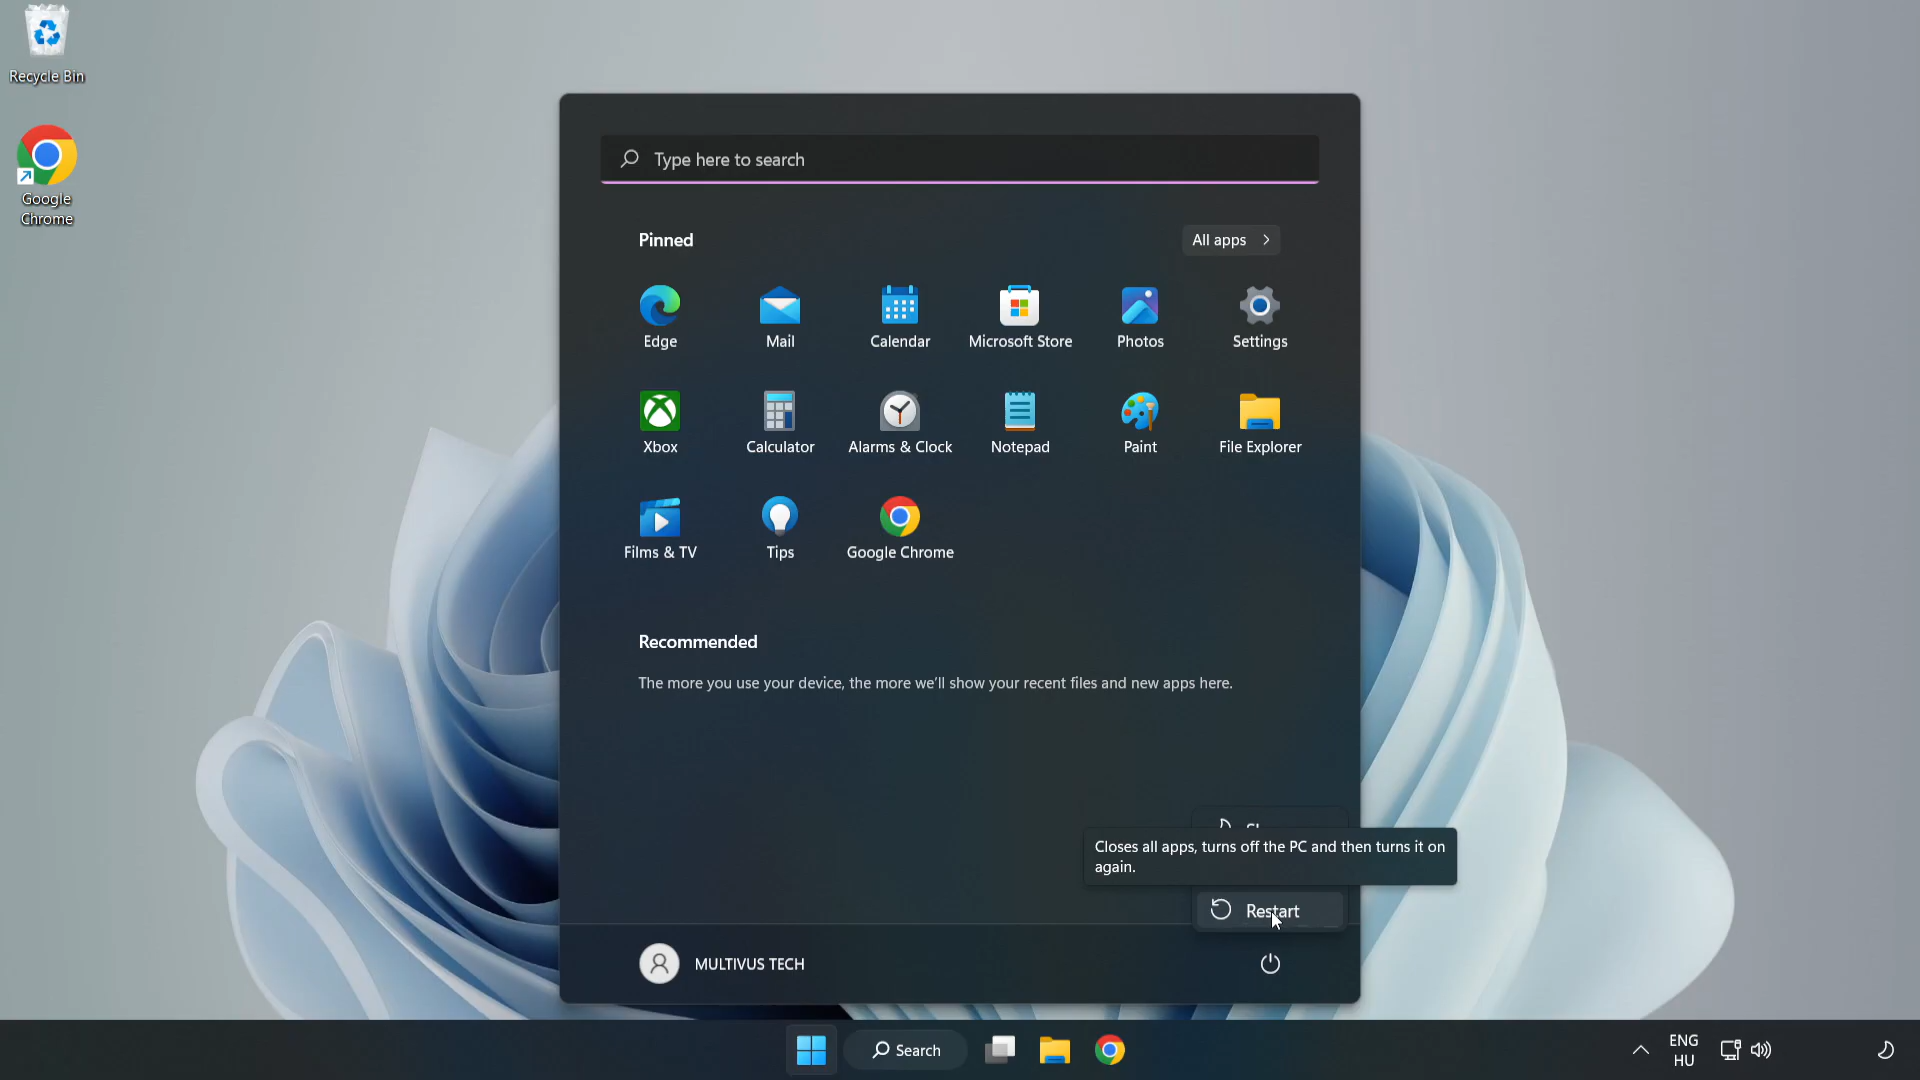 Recycle Bin
Google
Chrome
Type here to search
Pinned
All apps
Edge
Mail
Calendar
Microsoft Store
Photos
Settings
Xbox
Calculator
Alarms & Clock
Notepad
Paint
File Explorer
Films & TV
Tips
Google Chrome
Recommended
The more you use your device, the more we'll show your recent files and new apps here.
Closes all apps, turns off the PC and then turns it on
again.
Restart
MULTIVUS TECH
Search
ENG
HU